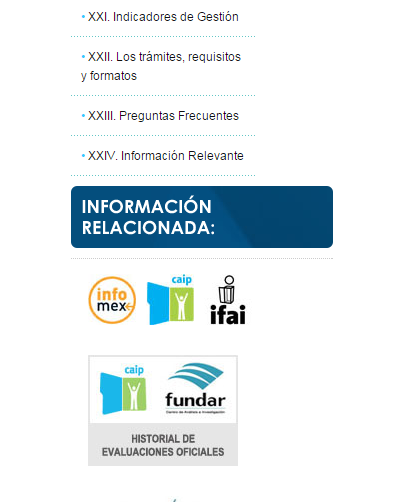 • XXI. Indicadores de Gestión
• XXII. Los trámites, requisitos
y formatos
• XXIII. Preguntas Frecuentes
• XXIV. Información Relevante
INFORMACIÓN
RELACIONADA:
info
mex
caip
ifai
caip
fundar
Centro de Análisis e Investigación
HISTORIAL DE
EVALUACIONES OFICIALES